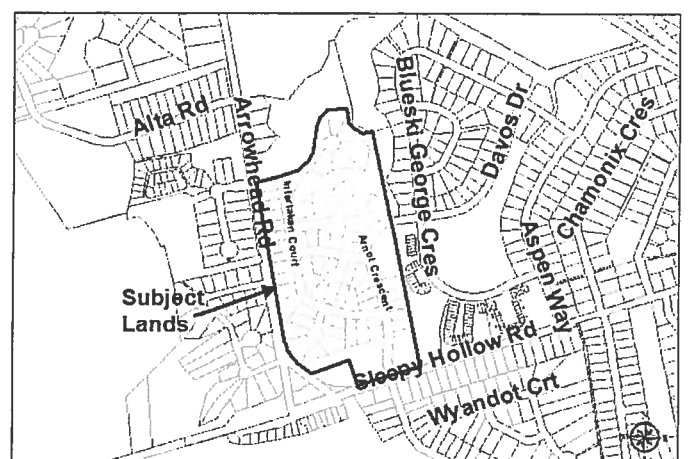 Alta Rd
Arrowhead Rd
Interlaken Court
Arnot Crescent
Blueski George Cres
Davos Dr
Chamonix Cres
Aspen Way
Subject
Lands
Sleepy Hollow Rd
Wyandot Crt